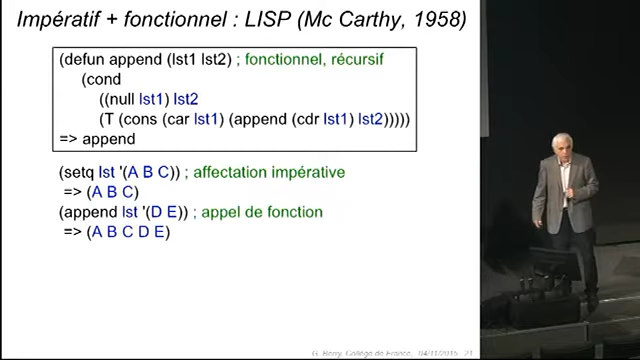 Impératif + fonctionnel : LISP (Mc Carthy, 1958)
(defun append (lst1 lst2) ; fonctionnel, récursif
(cond
((null lst1) lst2
(T (cons (car lst1) (append (cdr lst1) lst2)))))
=> append
(setq lst '(A B C)) ; affectation impérative
=> (A B C)
(append lst '(D E)) ; appel de fonction
=> (A B C D E)
G. Berry, Collège de France, 04/11/2015 21